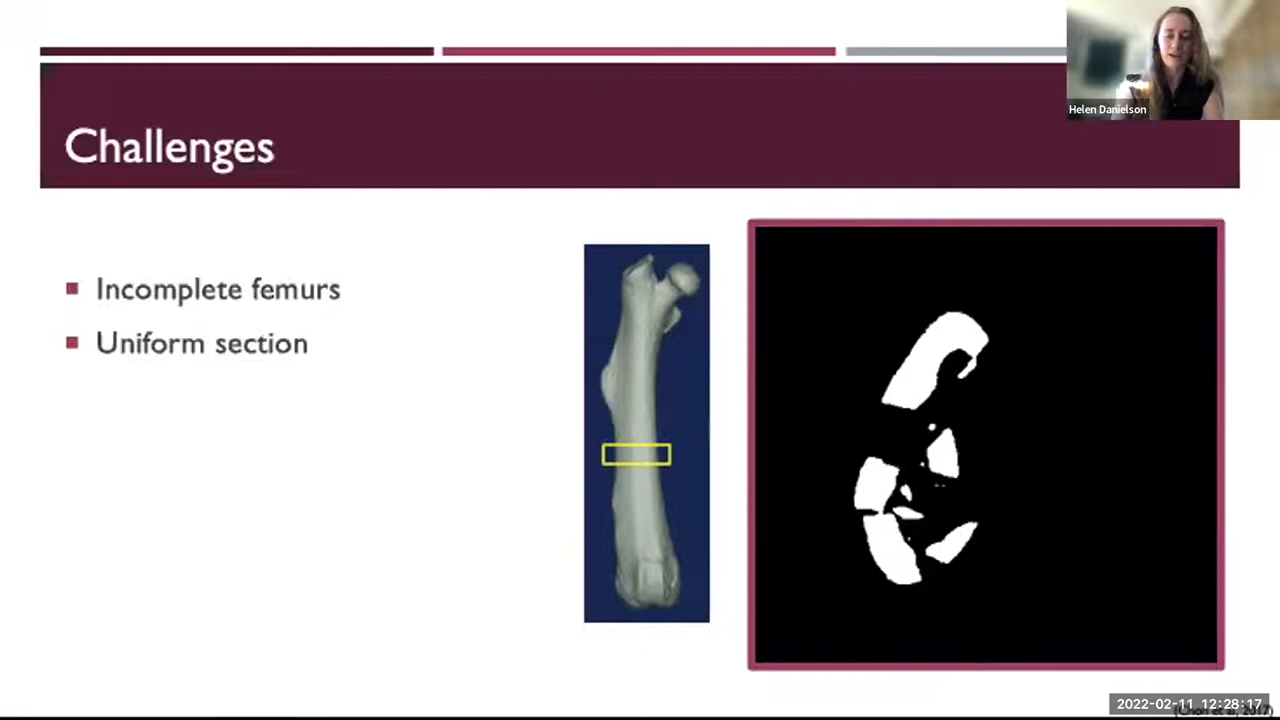 Helen Danielson
Challenges
Incomplete femurs
Uniform section
2022-02-11 12:28:17